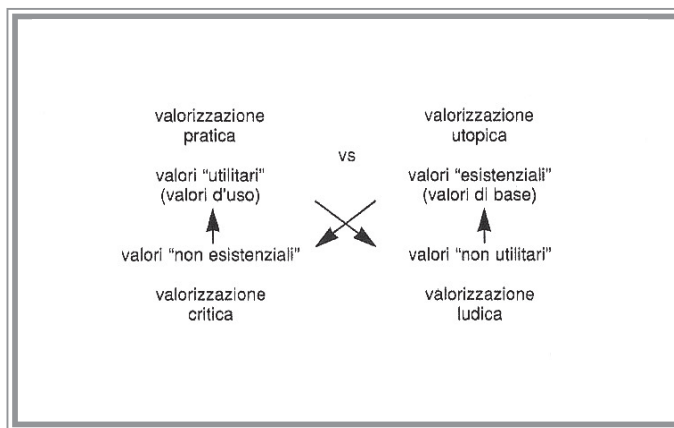 valorizzazione
pratica
valorizzazione
utopica
vs
valori "utilitari"
(valori d'uso)
valori "esistenziali"
(valori di base)
valori "non esistenziali"
valori "non utilitari"
valorizzazione
critica
valorizzazione
ludica